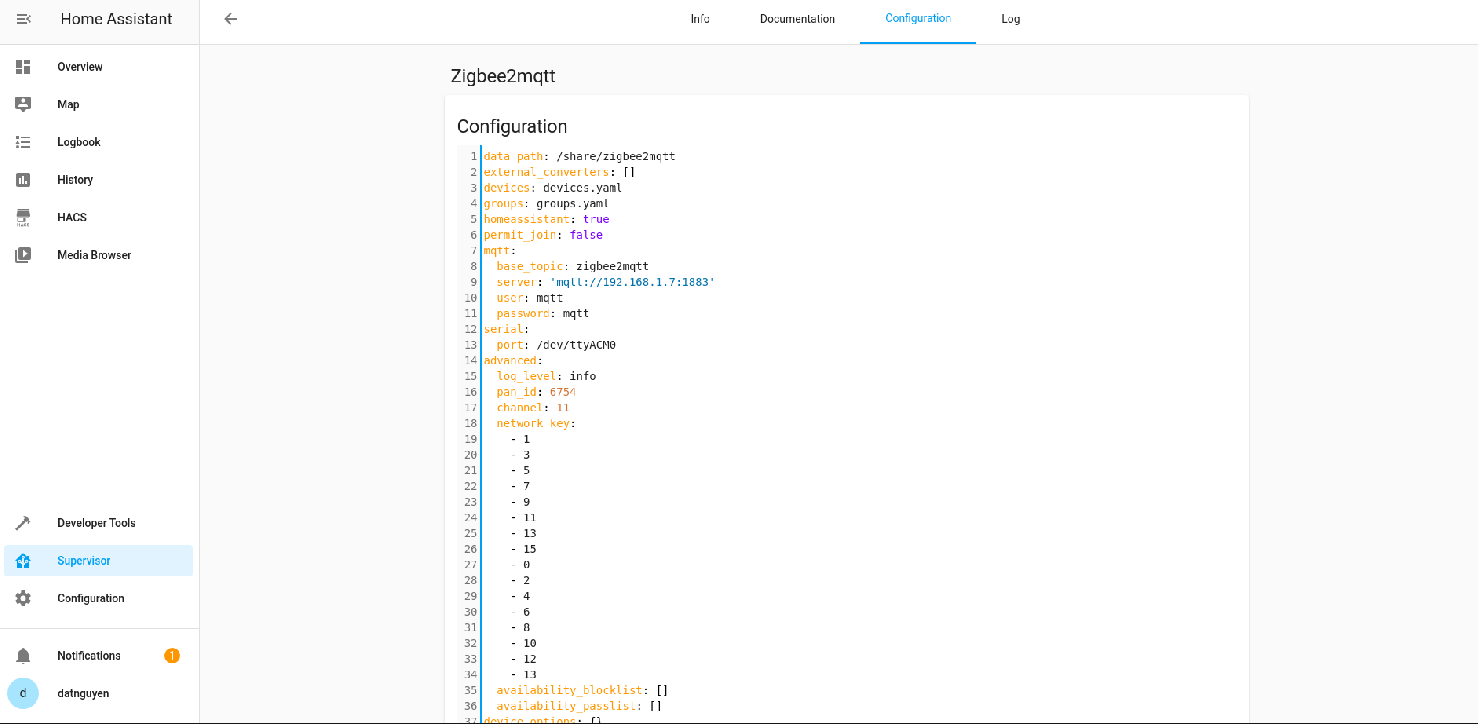 Home Assistant
Info Documentation Configuration Log
Overview
Map
Logbook
History
HACS
HACS
Media Browser
Developer Tools
Supervisor
Configuration
Notifications 1
d datnguyen
Zigbee2mqtt
Configuration
1 data_path: /share/zigbee2mqtt
2 external_converters: []
3 devices: devices.yaml
4 groups: groups.yaml
5 homeassistant: true
6 permit_join: false
7 mqtt:
8 base_topic: zigbee2mqtt
9 server: 'mqtt://192.168.1.7:1883'
10 user: mqtt
11 password: mqtt
12 serial:
13 port: /dev/ttyACM0
14 advanced:
15 log_level: info
16 pan_id: 6754
17 channel: 11
18 network_key:
19 - 1
20 - 3
21 - 5
22 - 7
23 - 9
24 - 11
25 - 13
26 - 15
27 - 0
28 - 2
29 - 4
30 - 6
31 - 8
32 - 10
33 - 12
34 - 13
35 availability_blocklist: []
36 availability_passlist: []
37 device_options: {}